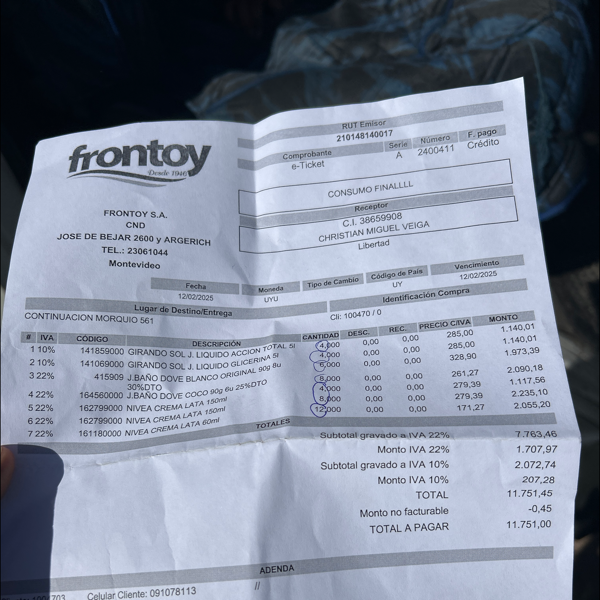 frontoy
Desde 1946
FRONTOY S.A.
CND
JOSE DE BEJAR 2600 y ARGERICH
TEL.: 23061044
Montevideo
RUT Emisor
210148140017
Comprobante Serie Número F. pago
e-Ticket A 2400411 Crédito
CONSUMO FINALLLL
Receptor
C.I. 38659908
CHRISTIAN MIGUEL VEIGA
Libertad
Fecha Moneda Tipo de Cambio Código de País Vencimiento
12/02/2025 UYU UY 12/02/2025
Lugar de Destino/Entrega Identificación Compra
CONTINUACION MORQUIO 561 Cli: 100470 / 0
# IVA CÓDIGO DESCRIPCIÓN CANTIDAD DESC. REC. PRECIO C/IVA MONTO
1 10% 141859000 GIRANDO SOL J. LIQUIDO ACCION TOTAL 5l 4,000 0,00 0,00 285,00 1.140,01
2 10% 141069000 GIRANDO SOL J. LIQUIDO GLICERINA 5l 4,000 0,00 0,00 285,00 1.140,01
3 22% 415909 J.BAÑO DOVE BLANCO ORIGINAL 90g 8u 6,000 0,00 0,00 328,90 1.973,39
30%DTO
4 22% 164560000 J.BAÑO DOVE COCO 90g 6u 25%DTO 8,000 0,00 0,00 261,27 2.090,18
5 22% 162799000 NIVEA CREMA LATA 150ml 4,000 0,00 0,00 279,39 1.117,56
6 22% 162799000 NIVEA CREMA LATA 150ml 8,000 0,00 0,00 279,39 2.235,10
7 22% 161180000 NIVEA CREMA LATA 60ml 12,000 0,00 0,00 171,27 2.055,20
TOTALES
Subtotal gravado a IVA 22% 7.763,46
Monto IVA 22% 1.707,97
Subtotal gravado a IVA 10% 2.072,74
Monto IVA 10% 207,28
TOTAL 11.751,45
Monto no facturable -0,45
TOTAL A PAGAR 11.751,00
ADENDA
Celular Cliente: 091078113 //